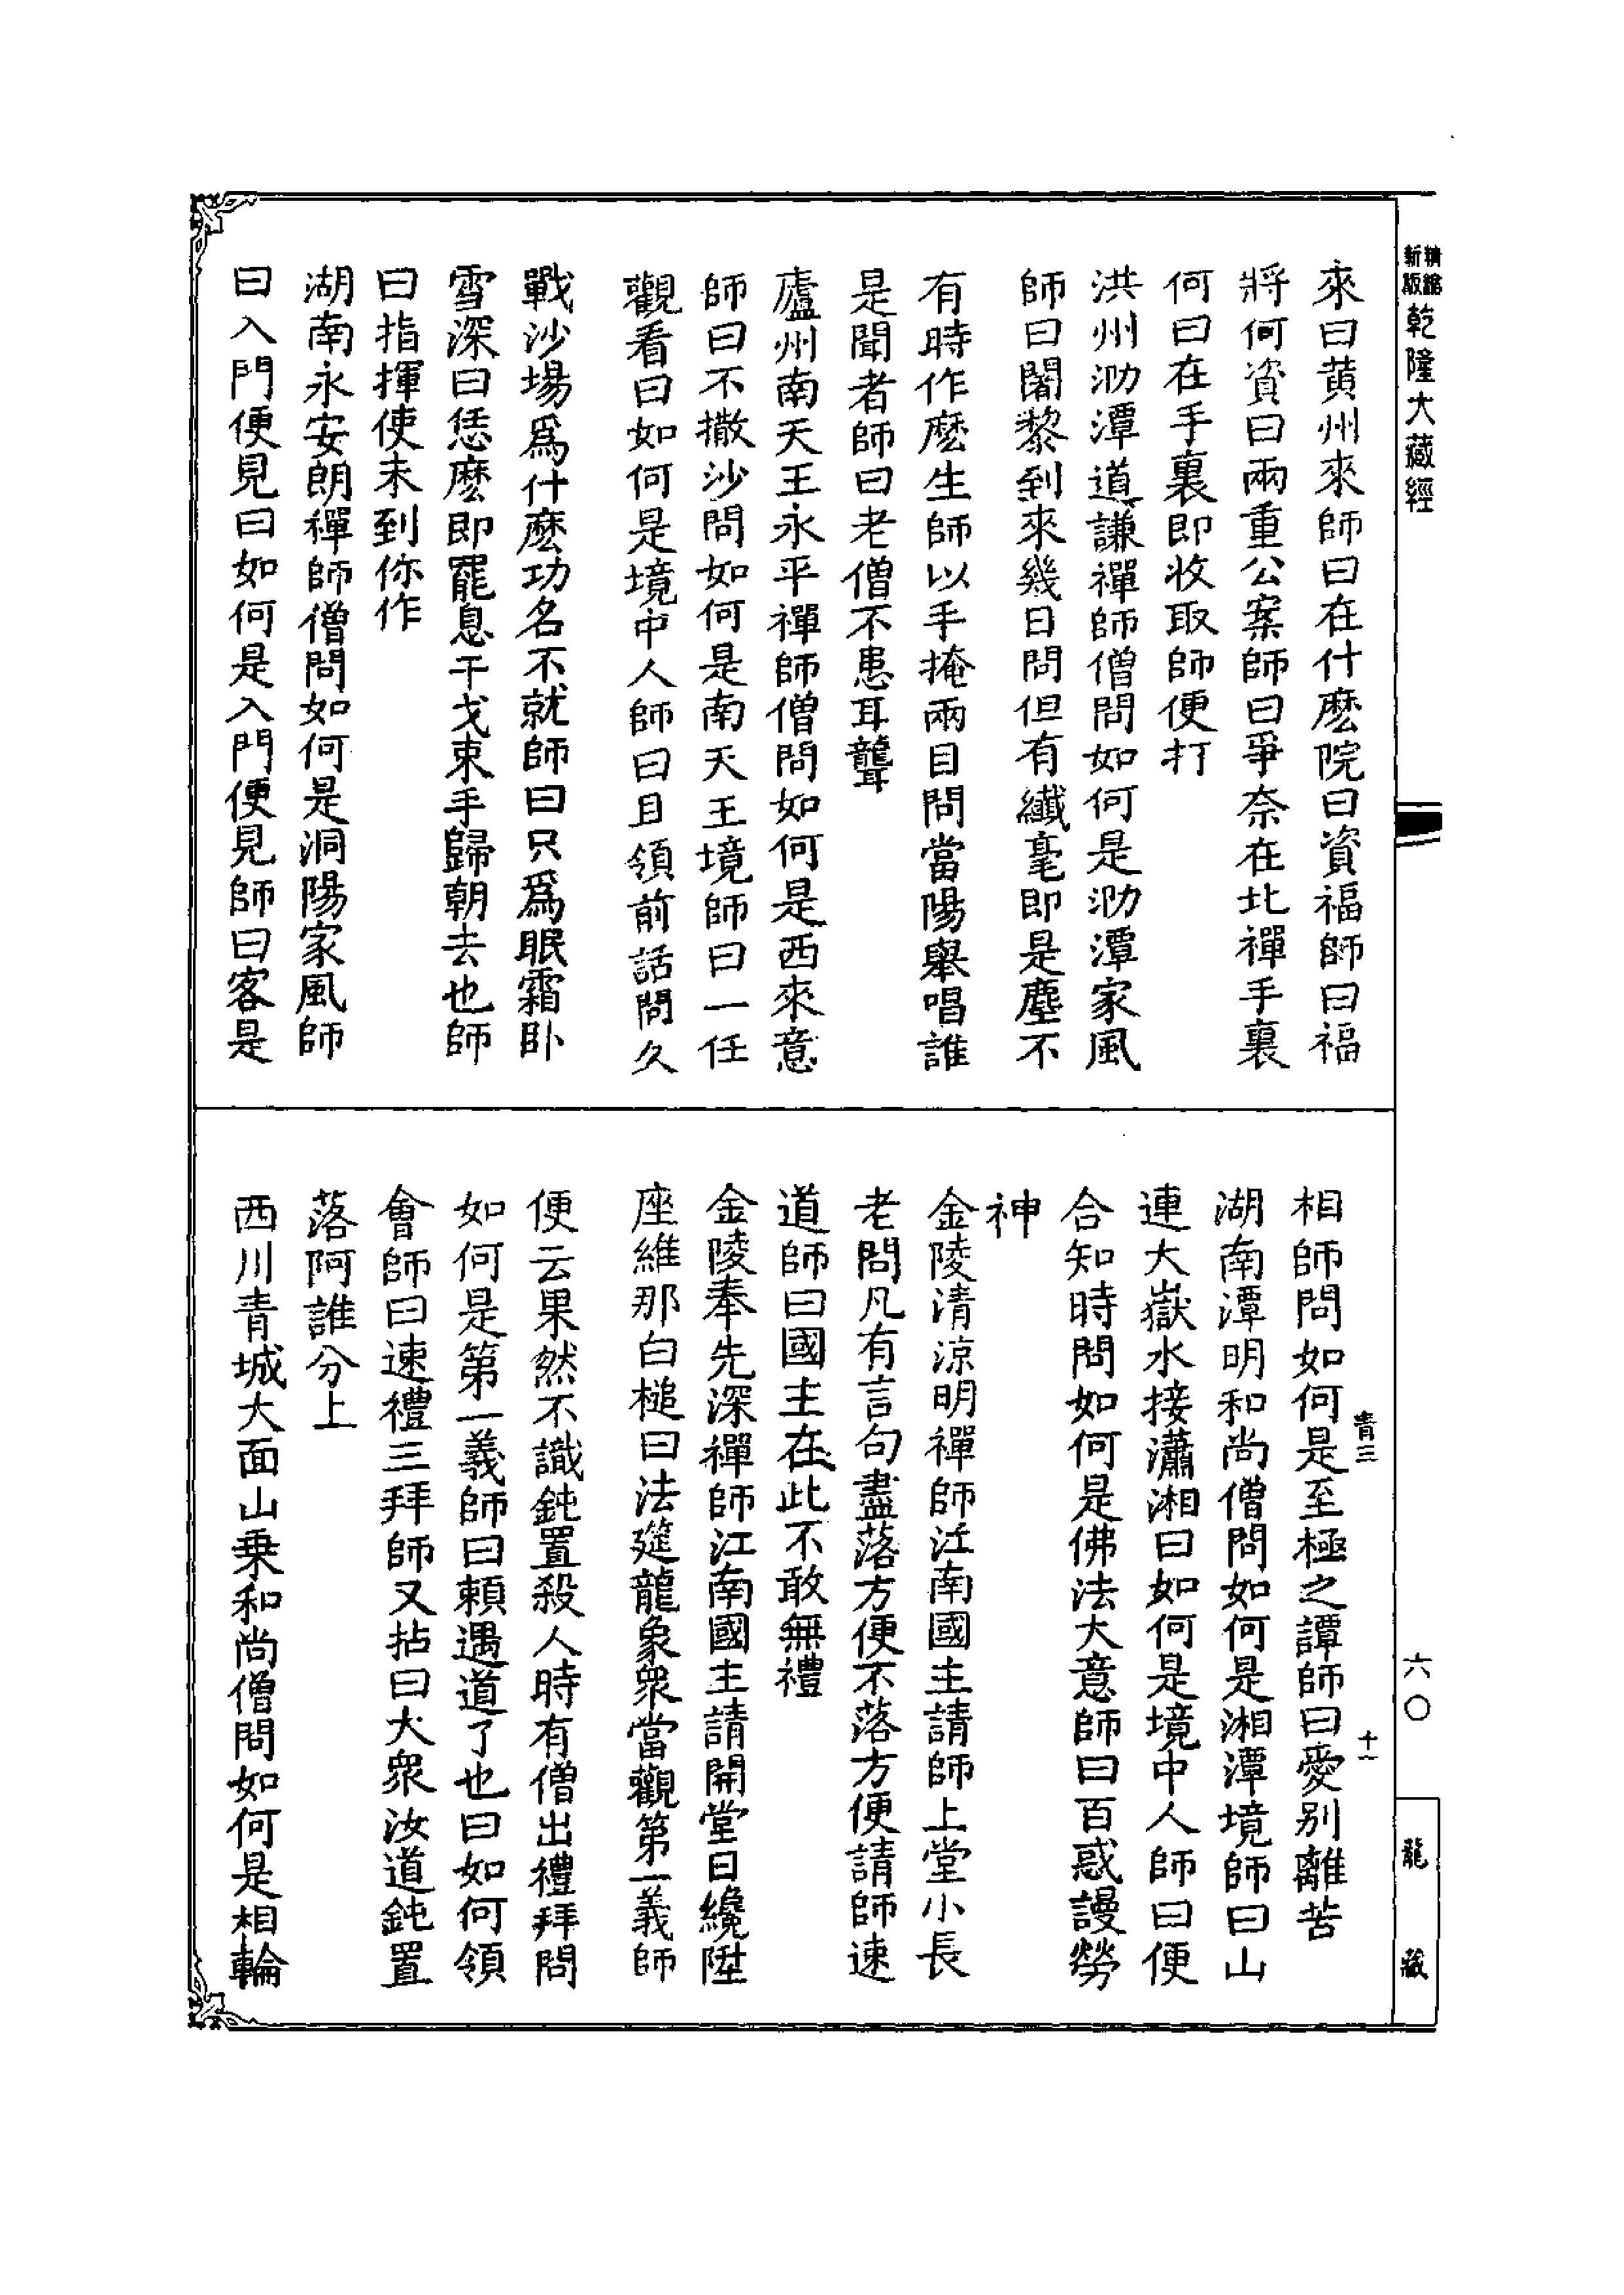 精縮
新版
乾隆大藏經
來曰黄州來師曰在什麽院曰資福師曰福
將何資曰兩重公案師曰爭奈在北禪手裏
何曰在手裏即收取師便打
洪州泐潭道謙禪師僧問如何是泐潭家風
師曰闍黎到來幾日問但有纖毫即是塵不
有時作麽生師以手掩兩目問當陽舉唱誰
是聞者師曰老僧不患耳聾
廬州南天王永平禪師僧問如何是西來意
師曰不撒沙問如何是南天王境師曰一任
觀看曰如何是境中人師曰且領前話問久
戰沙場爲什麽功名不就師曰只爲眠霜卧
雪深曰恁麽即罷息干戈束手歸朝去也師
曰指揮使未到你作
湖南永安朗禪師僧問如何是洞陽家風師
曰入門便見曰如何是入門便見師曰客是
相師問如何是至極之譚師曰愛别離苦
湖南潭明和尚僧問如何是湘潭境師曰山
連大嶽水接瀟湘曰如何是境中人師曰便
合知時問如何是佛法大意師曰百惑謾勞
神
金陵清涼明禪師江南國主請師上堂小長
老問凡有言句盡落方便不落方便請師速
道師曰國主在此不敢無禮
金陵奉先深禪師江南國主請開堂日纔陞
座維那白槌曰法筵龍象衆當觀第一義師
便云果然不識鈍置殺人時有僧出禮拜問
如何是第一義師曰賴遇道了也曰如何領
會師曰速禮三拜師又拈曰大衆汝道鈍置
落阿誰分上
西川青城大面山乗和尚僧問如何是相輪
青三
十一
六〇
龍藏